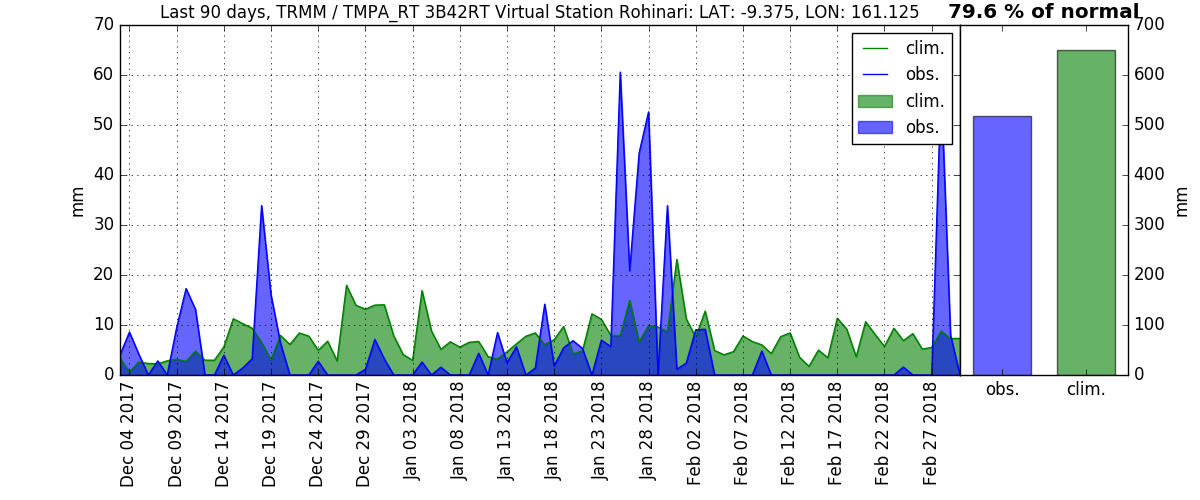 Last 90 days, TRMM / TMPA_RT 3B42RT Virtual Station Rohinari: LAT: -9.375, LON: 161.125
79.6 % of normal
70
60
50
40
30
20
10
0
mm
clim.
obs.
clim.
obs.
700
600
500
400
300
200
100
0
mm
Dec 04 2017
Dec 09 2017
Dec 14 2017
Dec 19 2017
Dec 24 2017
Dec 29 2017
Jan 03 2018
Jan 08 2018
Jan 13 2018
Jan 18 2018
Jan 23 2018
Jan 28 2018
Feb 02 2018
Feb 07 2018
Feb 12 2018
Feb 17 2018
Feb 22 2018
Feb 27 2018
obs.
clim.